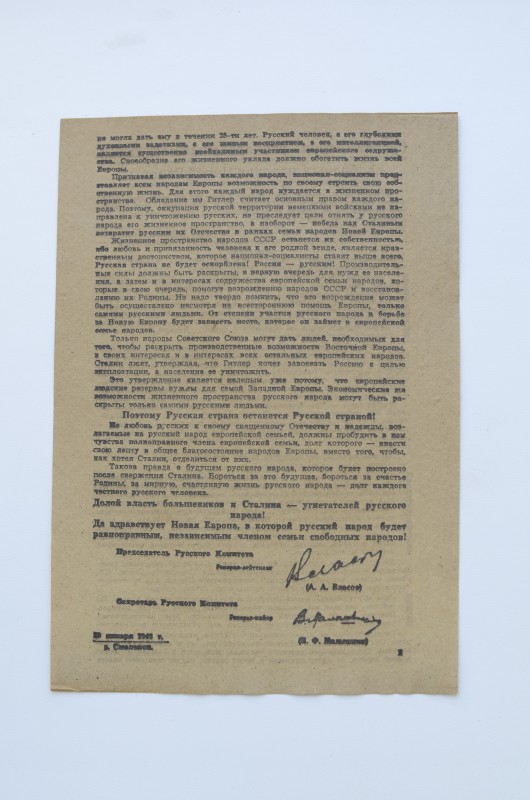 не могла дать ему в течении 25-ти лет. Русский человек, с его глубокими
духовными задатками, с его живым восприятием, с его интеллигенцией,
является существенно необходимым участником европейского содруже-
ства. Своеобразие его жизненного уклада должно обогатить жизнь всей
Европы.
Признавая независимость каждого народа, национал-социализм пред-
ставляет всем народам Европы возможность по своему строить свою соб-
ственную жизнь. Для этого каждый народ нуждается в жизненном про-
странстве. Обладание им Гитлер считает основным правом каждого на-
рода. Поэтому, оккупация русской территории немецкими войсками не на-
правлена к уничтожению русских, не преследует цели отнять у русского
народа его жизненное пространство, а наоборот — победа над Сталиным
возвратит русским их Отечество в рамках семьи народов Новой Европы.
Жизненное пространство народов СССР останется их собственностью,
ибо любовь и привязанность человека к его родной земле, является нрав-
ственным достоинством, которое национал-социалисты ставят выше всего.
Русская страна не будет оскорблена! Россия — русским! Производитель-
ные силы должны быть раскрыты, в первую очередь для нужд ее населе-
ния, а затем и в интересах содружества европейской семьи народов, ко-
торые в свою очередь, помогут возрождению народов СССР и восстанов-
лению их Родины. Но надо твердо помнить, что это возрождение может
быть осуществлено несмотря на всестороннюю помощь Европы, только
самими русскими людьми. От степени участия русского народа в борьбе
за Новую Европу будет зависеть место, которое он займет в европейской
семье народов.
Только народы Советского Союза могут дать людей, необходимых для
того, чтобы раскрыть производственные возможности Восточной Европы,
в своих интересах и в интересах всех остальных европейских народов.
Сталин лжет, утверждая, что Гитлер хочет завоевать Россию с целью
эксплоатации, а население ее уничтожить.
Это утверждение является нелепым уже потому, что европейские
людские резервы нужны для самой Западной Европы. Экономические же
возможности жизненного пространства русского народа могут быть рас-
крыты только самими русскими людьми.
Поэтому Русская страна останется Русской страной!
Но любовь русских к своему священному Отечеству и надежды, воз-
лагаемые на русский народ европейской семьей, должны пробудить в нем
чувства полноправного члена европейской семьи, долг которого — внести
свою лепту в общее благосостояние народов Европы, вместо того, чтобы,
как хотел Сталин, отделиться от них.
Такова правда о будущем русского народа, которое будет построено
после свержения Сталина. Бороться за это будущее, бороться за счастье
Родины, за мирную, счастливую жизнь русского народа — долг каждого
честного русского человека.
Долой власть большевиков и Сталина — угнетателей русского
народа!
Да здравствует Новая Европа, в которой русский народ будет
равноправным, независимым членом семьи свободных народов!
Председатель Русского Комитета
Генерал-лейтенант
(А. А. Власов)
Секретарь Русского Комитета
Генерал-майор
(В. Ф. Малышкин)
января
г. Смоленск.
2